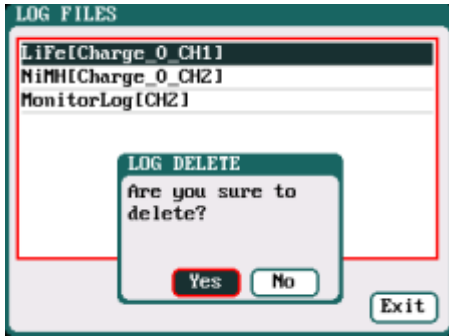 LOG FILES
LiFe[Charge_0_CH1]
NiMH[Charge_0_CH2]
MonitorLog[CH2]
LOG DELETE
Are you sure to
delete?
Yes No
Exit